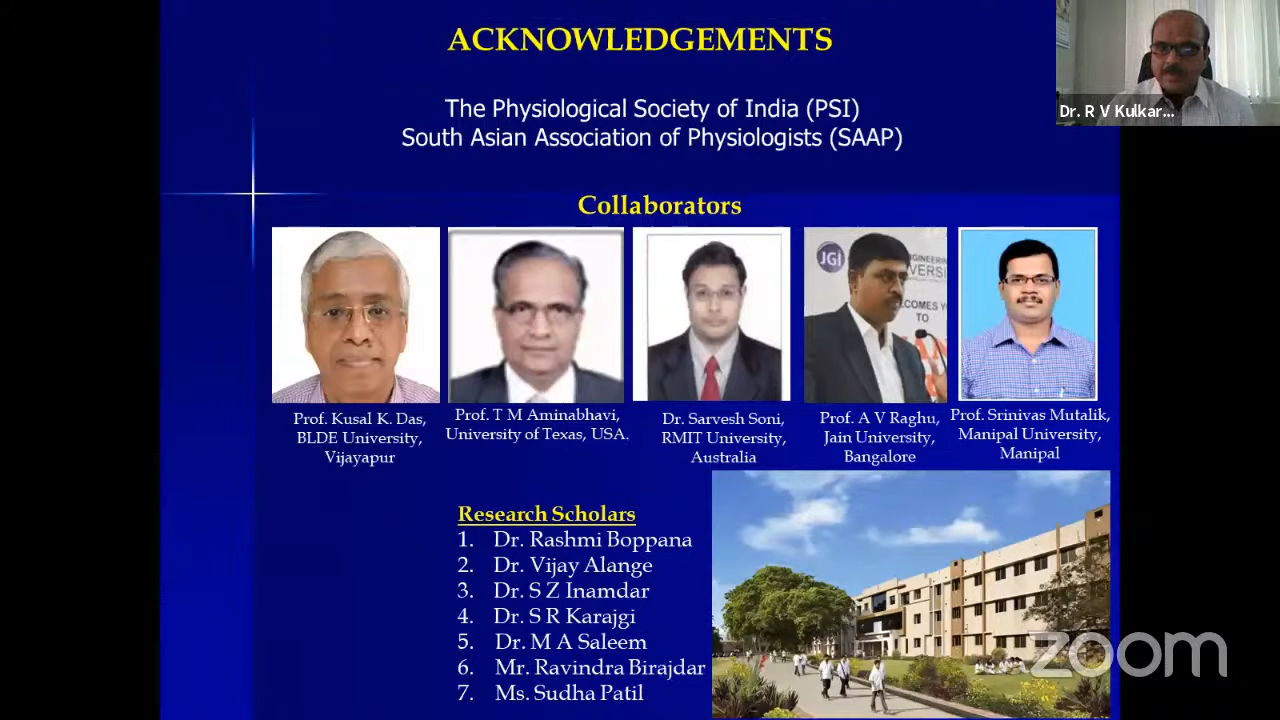 ACKNOWLEDGEMENTS
The Physiological Society of India (PSI)
South Asian Association of Physiologists (SAAP)
Dr. R V Kulkar...
Collaborators
JGI
Prof. Kusal K. Das,
BLDE University,
Vijayapur
Prof. T M Aminabhavi,
University of Texas, USA.
Dr. Sarvesh Soni,
RMIT University,
Australia
Prof. A V Raghu,
Jain University,
Bangalore
Prof. Srinivas Mutalik,
Manipal University,
Manipal
Research Scholars
1. Dr. Rashmi Boppana
2. Dr. Vijay Alange
3. Dr. S Z Inamdar
4. Dr. S R Karajgi
5. Dr. M A Saleem
6. Mr. Ravindra Birajdar
7. Ms. Sudha Patil
zoom